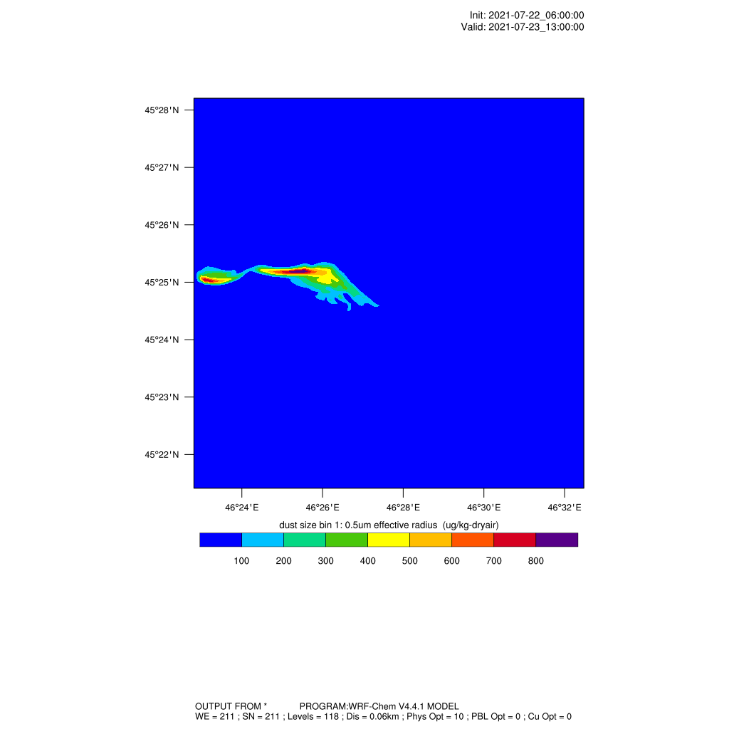 Init: 2021-07-22_06:00:00
Valid: 2021-07-23_13:00:00
45°28'N
45°27'N
45°26'N
45°25'N
45°24'N
45°23'N
45°22'N
46°24'E 46°26'E 46°28'E 46°30'E 46°32'E
dust size bin 1: 0.5um effective radius (ug/kg-dryair)
100 200 300 400 500 600 700 800
OUTPUT FROM * PROGRAM:WRF-Chem V4.4.1 MODEL
WE = 211 ; SN = 211 ; Levels = 118 ; Dis = 0.06km ; Phys Opt = 10 ; PBL Opt = 0 ; Cu Opt = 0